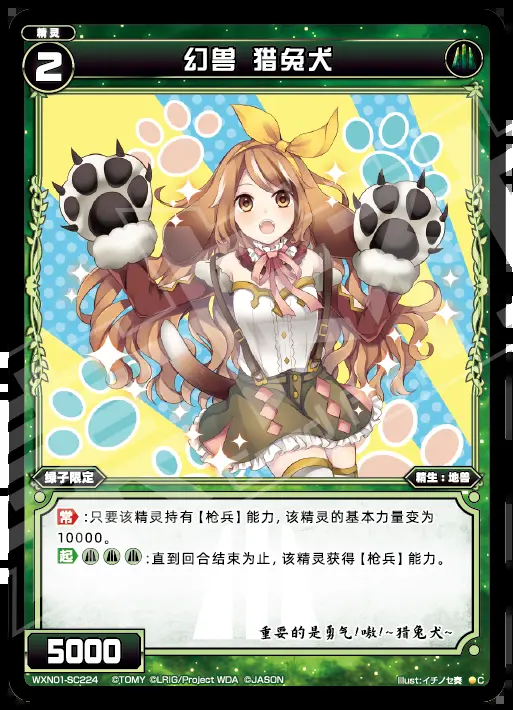 精灵
2
幻兽 猎兔犬
绿子限定
精生：地兽
常:只要该精灵持有【枪兵】能力，该精灵的基本力量变为
10000。
起:直到回合结束为止，该精灵获得【枪兵】能力。
重要的是勇气!嗷!~猎兔犬~
5000
WXN01-SC224 ©TOMY ©LRIG/Project WDA ©JASON
Illust:イチノセ奏 C